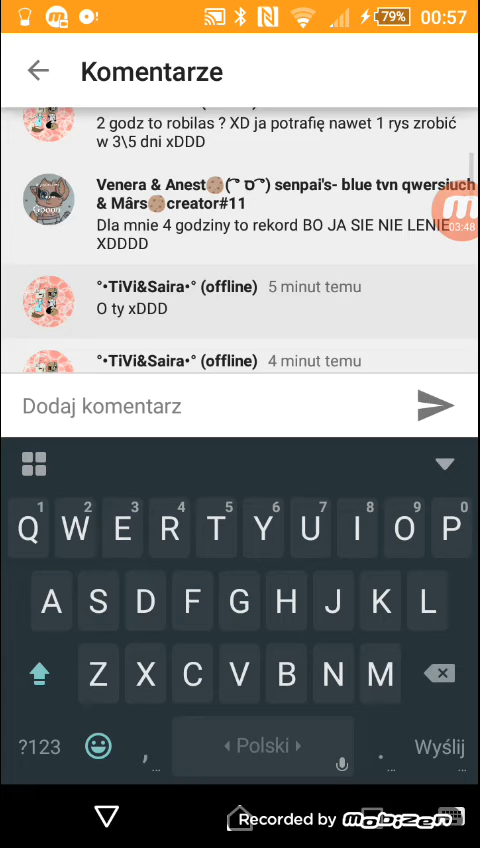 79% 00:57
Komentarze
2 godz to robilas ? XD ja potrafię nawet 1 rys zrobić
w 3\5 dni xDDD
Venera & Anest🍪( ͡° ᘐ ͡°) senpai's- blue tvn qwersiuch
& Mârs🍪creator#11
Dla mnie 4 godziny to rekord BO JA SIE NIE LENIE
XDDDD
03:48
°•TiVi&Saira•° (offline) 5 minut temu
O ty xDDD
°•TiVi&Saira•° (offline) 4 minut temu
Dodaj komentarz
1 2 3 4 5 6 7 8 9 0
Q W E R T Y U I O P
A S D F G H J K L
Z X C V B N M
?123 , Polski . Wyślij
Recorded by mobizen